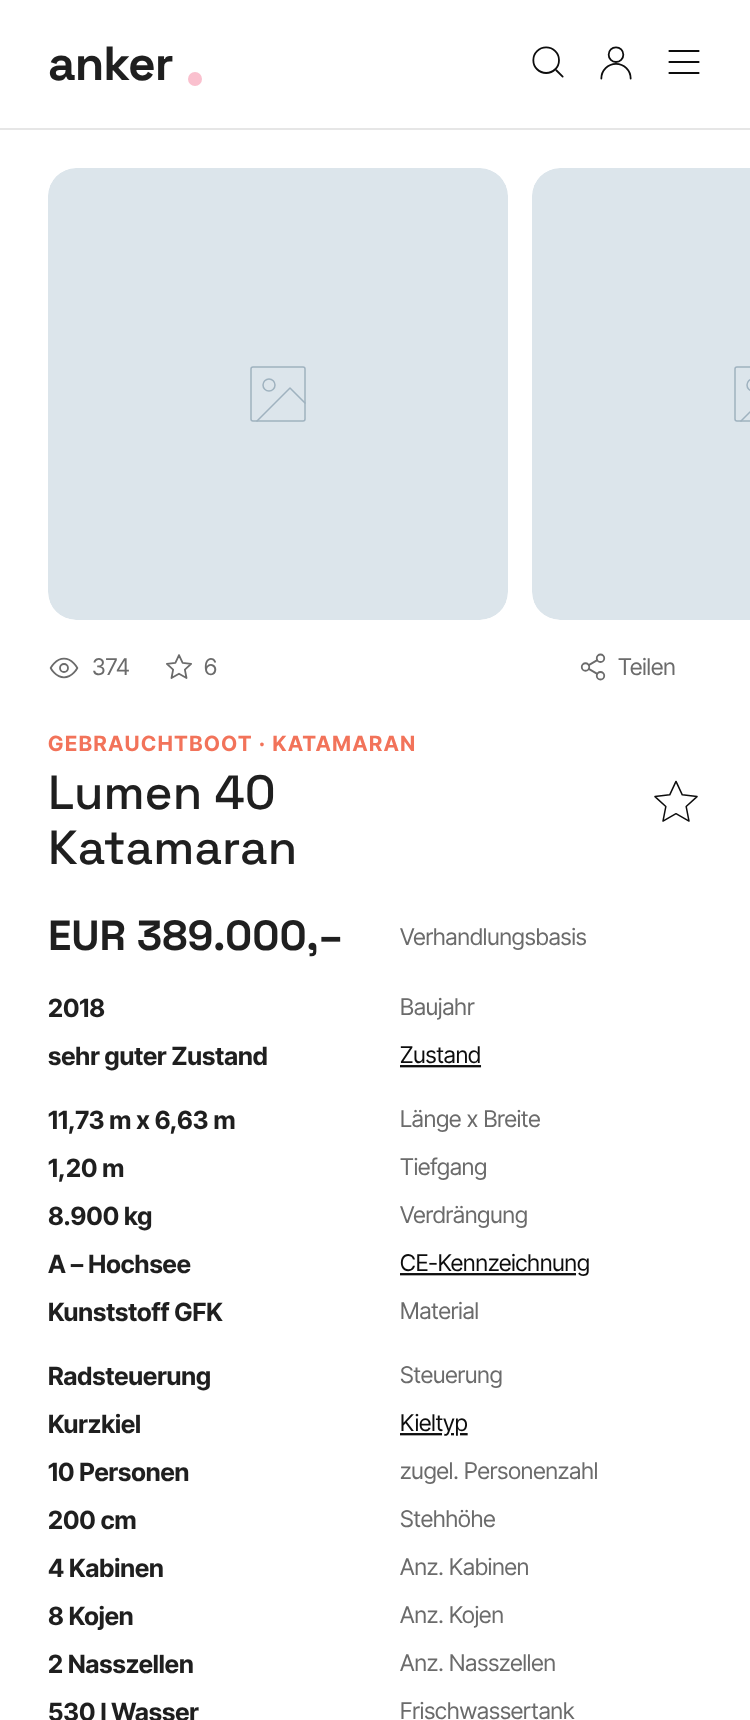 anker
374 6 Teilen
GEBRAUCHTBOOT · KATAMARAN
Lumen 40
Katamaran
EUR 389.000,– Verhandlungsbasis
2018 Baujahr
sehr guter Zustand Zustand
11,73 m x 6,63 m Länge x Breite
1,20 m Tiefgang
8.900 kg Verdrängung
A – Hochsee CE-Kennzeichnung
Kunststoff GFK Material
Radsteuerung Steuerung
Kurzkiel Kieltyp
10 Personen zugel. Personenzahl
200 cm Stehhöhe
4 Kabinen Anz. Kabinen
8 Kojen Anz. Kojen
2 Nasszellen Anz. Nasszellen
530 l Wasser Frischwassertank